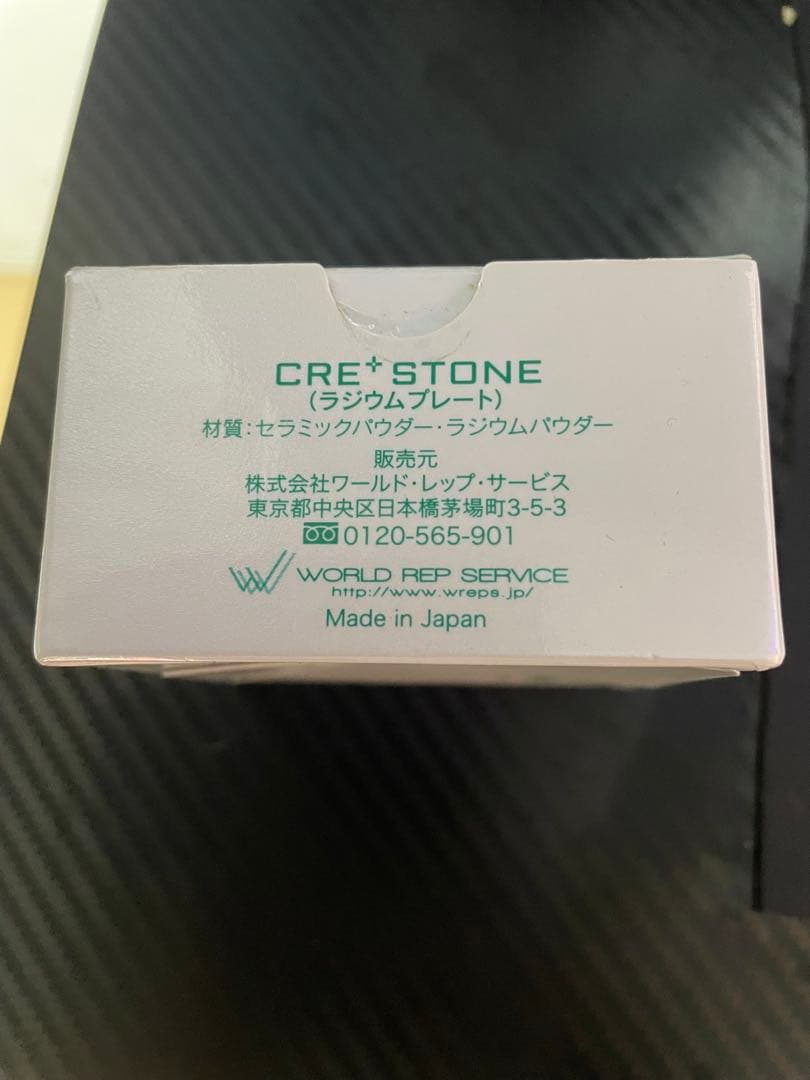 CRE+STONE
(ラジウムプレート)
材質：セラミックパウダー・ラジウムパウダー
販売元
株式会社ワールド・レップ・サービス
東京都中央区日本橋茅場町3-5-3
0120-565-901
WORLD REP SERVICE
http://www.wreps.jp/
Made in Japan